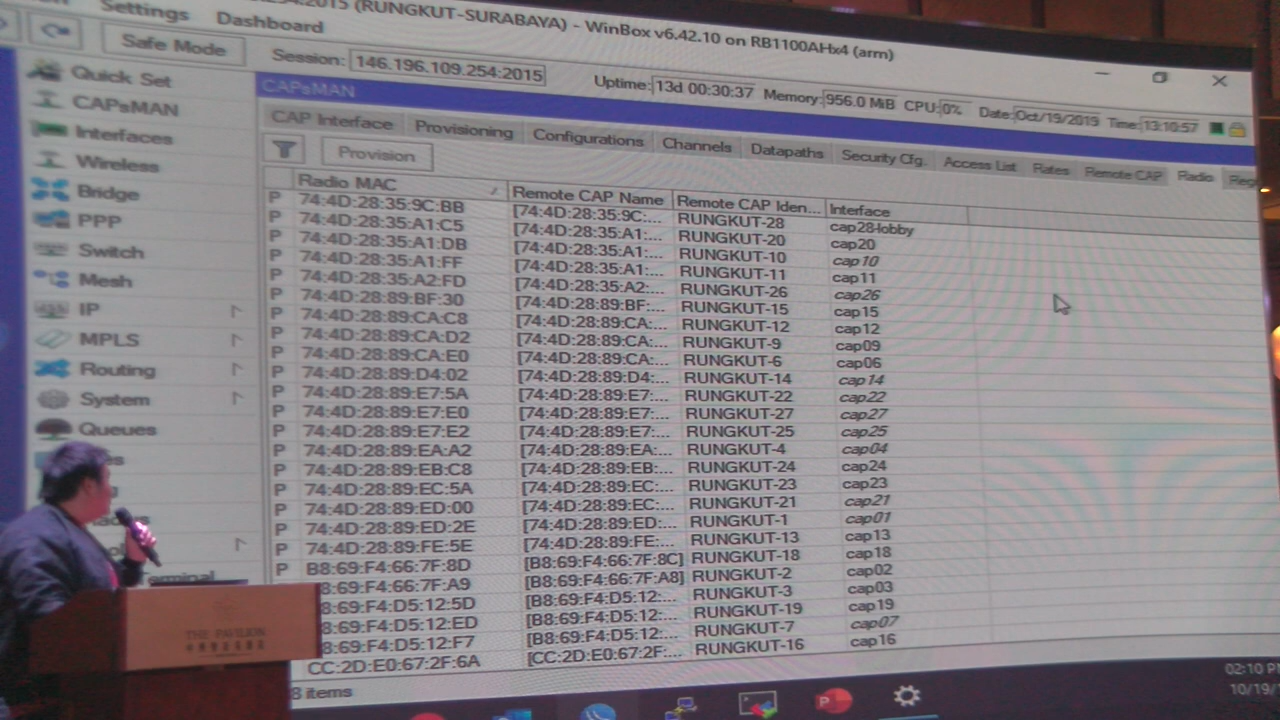 2015 (RUNGKUT-SURABAYA) - WinBox v6.42.10 on RB1100AHx4 (arm)
Settings Dashboard
Safe Mode Session: 146.196.109.254:2015 Uptime: 13d 00:30:37 Memory: 956.0 MiB CPU: 0% Date: Oct/19/2019 Time: 13:10:57
Quick Set
CAPsMAN
Interfaces
Wireless
Bridge
PPP
Switch
Mesh
IP
MPLS
Routing
System
Queues
CAPsMAN
CAP Interface Provisioning Configurations Channels Datapaths Security Cfg. Access List Rates Remote CAP Radio Reg
Provision
Radio MAC Remote CAP Name Remote CAP Iden... Interface
P 74:4D:28:35:9C:BB [74:4D:28:35:9C:... RUNGKUT-28 cap28-lobby
P 74:4D:28:35:A1:C5 [74:4D:28:35:A1:... RUNGKUT-20 cap20
P 74:4D:28:35:A1:DB [74:4D:28:35:A1:... RUNGKUT-10 cap10
P 74:4D:28:35:A1:FF [74:4D:28:35:A1:... RUNGKUT-11 cap11
P 74:4D:28:35:A2:FD [74:4D:28:35:A2:... RUNGKUT-26 cap26
P 74:4D:28:89:BF:30 [74:4D:28:89:BF:... RUNGKUT-15 cap15
P 74:4D:28:89:CA:C8 [74:4D:28:89:CA:... RUNGKUT-12 cap12
P 74:4D:28:89:CA:D2 [74:4D:28:89:CA:... RUNGKUT-9 cap09
P 74:4D:28:89:CA:E0 [74:4D:28:89:CA:... RUNGKUT-6 cap06
P 74:4D:28:89:D4:02 [74:4D:28:89:D4:... RUNGKUT-14 cap14
P 74:4D:28:89:E7:5A [74:4D:28:89:E7:... RUNGKUT-22 cap22
P 74:4D:28:89:E7:E0 [74:4D:28:89:E7:... RUNGKUT-27 cap27
P 74:4D:28:89:E7:E2 [74:4D:28:89:E7:... RUNGKUT-25 cap25
P 74:4D:28:89:EA:A2 [74:4D:28:89:EA:... RUNGKUT-4 cap04
P 74:4D:28:89:EB:C8 [74:4D:28:89:EB:... RUNGKUT-24 cap24
P 74:4D:28:89:EC:5A [74:4D:28:89:EC:... RUNGKUT-23 cap23
P 74:4D:28:89:ED:00 [74:4D:28:89:ED:... RUNGKUT-21 cap21
P 74:4D:28:89:ED:2E [74:4D:28:89:ED:... RUNGKUT-1 cap01
P 74:4D:28:89:FE:5E [74:4D:28:89:FE:... RUNGKUT-13 cap13
P B8:69:F4:66:7F:8D [B8:69:F4:66:7F:8C] RUNGKUT-18 cap18
8:69:F4:66:7F:A9 [B8:69:F4:66:7F:A8] RUNGKUT-2 cap02
8:69:F4:D5:12:5D [B8:69:F4:D5:12:... RUNGKUT-3 cap03
8:69:F4:D5:12:ED [B8:69:F4:D5:12:... RUNGKUT-19 cap19
8:69:F4:D5:12:F7 [B8:69:F4:D5:12:... RUNGKUT-7 cap07
CC:2D:E0:67:2F:6A [CC:2D:E0:67:2F:... RUNGKUT-16 cap16
8 items
02:10 P
10/19/
THE PAVILION